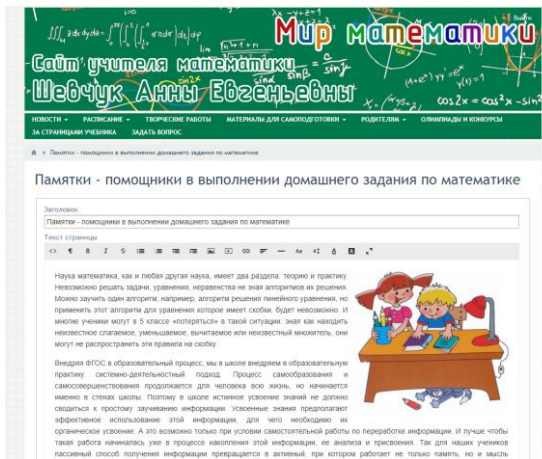 Мир математики
Сайт учителя математики
Шевчук Анны Евгеньевны
НОВОСТИ РАСПИСАНИЕ ТВОРЧЕСКИЕ РАБОТЫ МАТЕРИАЛЫ ДЛЯ САМОПОДГОТОВКИ РОДИТЕЛЯМ ОЛИМПИАДЫ И КОНКУРСЫ
ЗА СТРАНИЦАМИ УЧЕБНИКА ЗАДАТЬ ВОПРОС
Памятки - помощники в выполнении домашнего задания по математике
Памятки - помощники в выполнении домашнего задания по математике
Заголовок
Памятки - помощники в выполнении домашнего задания по математике
Текст страницы
Наука математика, как и любая другая наука, имеет два раздела: теорию и практику.
Невозможно решать задачи, уравнения, неравенства не зная алгоритмов их решения.
Можно заучить один алгоритм, например, алгоритм решения линейного уравнения, но
применить этот алгоритм для уравнения которое имеет скобки, будет невозможно. И
многие ученики могут в 5 классе «потеряться» в такой ситуации: зная как находить
неизвестное слагаемое, уменьшаемое, вычитаемое или неизвестный множитель, они
могут не распространить эти правила на скобку.
Внедряя ФГОС в образовательный процесс, мы в школе внедряем в образовательную
практику системно-деятельностный подход. Процесс самообразования и
самосовершенствования продолжается для человека всю жизнь, но начинается
именно в стенах школы. Поэтому в школе истинное усвоение знаний не должно
сводиться к простому заучиванию информации. Усвоенные знания предполагают
эффективное использование этой информации, для чего необходимо их
органическое усвоение. А это возможно только при условии самостоятельной работы по переработке информации. И лучше чтобы
такая работа начиналась уже в процессе накопления этой информации, ее анализа и присвоения. Так для наших учеников
пассивный способ получения информации превращается в активный, при котором работает не только память, но и мысль